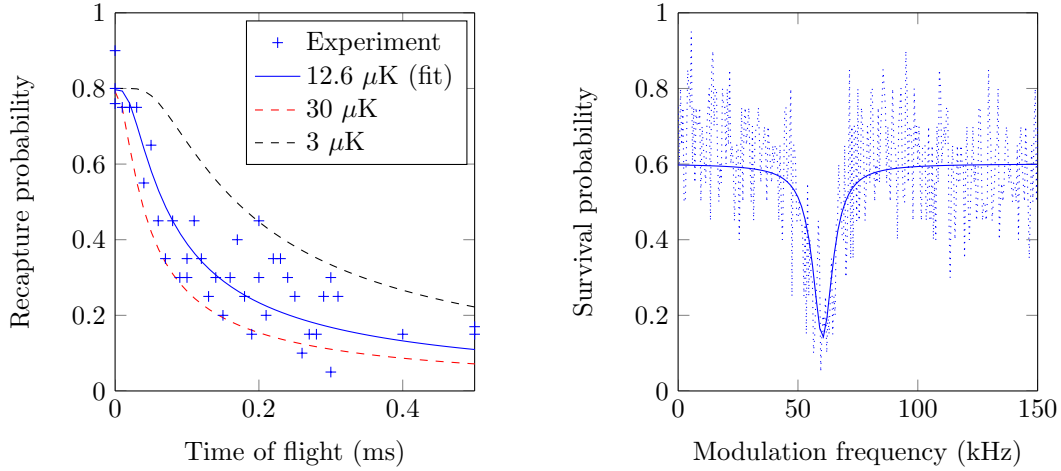 Recapture probability
1
0.8
0.6
0.4
0.2
0
0
0.2
0.4
Time of flight (ms)
Experiment
12.6 μK (fit)
30 μK
3 μK
Survival probability
1
0.8
0.6
0.4
0.2
0
0
50
100
150
Modulation frequency (kHz)